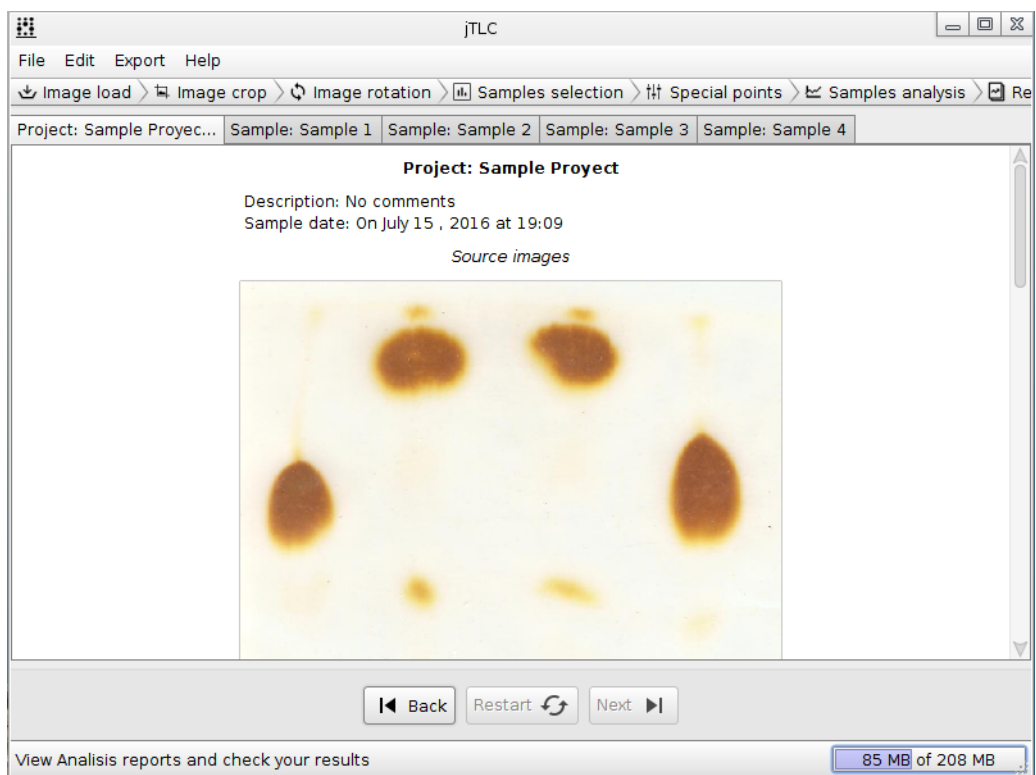 jTLC
File Edit Export Help
Image load Image crop Image rotation Samples selection Special points Samples analysis Re
Project: Sample Proyec... Sample: Sample 1 Sample: Sample 2 Sample: Sample 3 Sample: Sample 4
Project: Sample Proyect
Description: No comments
Sample date: On July 15 , 2016 at 19:09
Source images
Back Restart Next
View Analisis reports and check your results 85 MB of 208 MB